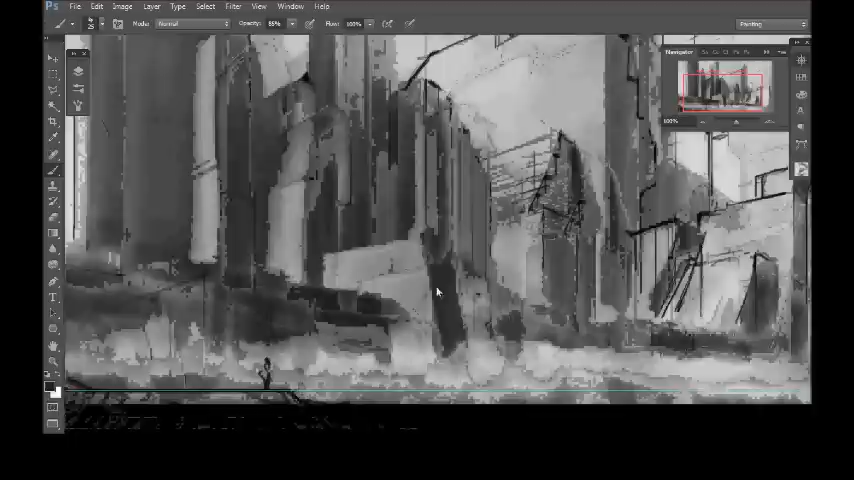 Ps File Edit Image Layer Type Select Filter View Window Help
25 Mode: Normal Opacity: 85% Flow: 100% Painting
Navigator
100%